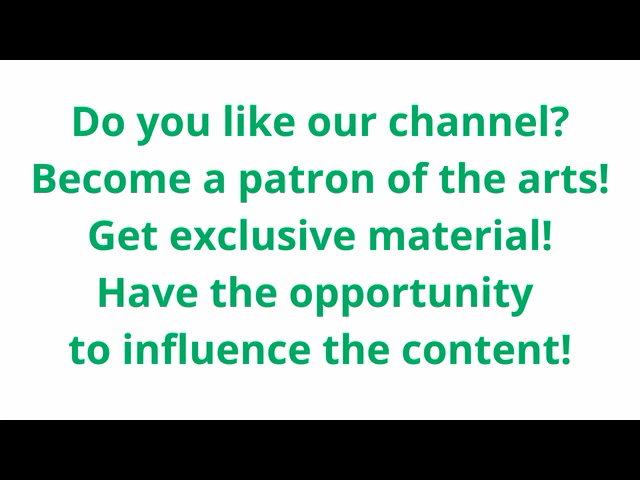 Do you like our channel?
Become a patron of the arts!
Get exclusive material!
Have the opportunity
to influence the content!